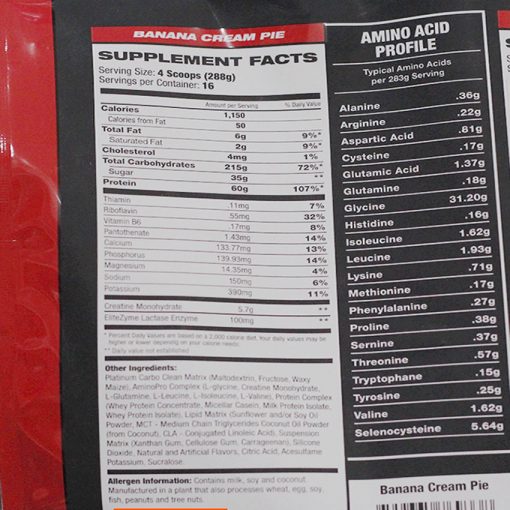 BANANA CREAM PIE
SUPPLEMENT FACTS
Serving Size: 4 Scoops (288g)
Servings per Container: 16
Amount per Serving % Daily Value
Calories 1,150
Calories from Fat 50
Total Fat 6g 9%*
Saturated Fat 2g 9%*
Cholesterol 4mg 1%
Total Carbohydrates 215g 72%*
Sugar 35g **
Protein 60g 107%*
Thiamin .11mg 7%
Riboflavin .55mg 32%
Vitamin B6 .17mg 8%
Pantothenate 1.43mg 14%
Calcium 133.77mg 13%
Phosphorus 139.93mg 14%
Magnesium 14.35mg 4%
Sodium 150mg 6%
Potassium 390mg 11%
Creatine Monohydrate 5.7g **
EliteZyme Lactase Enzyme 100mg **
* Percent Daily Values are based on a 2,000 calorie diet. Your daily values may be
higher or lower depending on your calorie needs.
** Daily value not established
Other Ingredients:
Platinum Carbo Clean Matrix (Maltodextrin, Fructose, Waxy
Maize), AminoPro Complex (L-glycine, Creatine Monohydrate,
L-Glutamine, L-Leucine, L-Isoleucine, L-Valine), Protein Complex
(Whey Protein Concentrate, Micellar Casein, Milk Protein Isolate,
Whey Protein Isolate), Lipid Matrix (Sunflower and/or Soy Oil
Powder, MCT - Medium Chain Triglycerides Coconut Oil Powder
(from Coconut), CLA - Conjugated Linoleic Acid), Suspension
Matrix (Xanthan Gum, Cellulose Gum, Carrageenan), Silicone
Dioxide, Natural and Artificial Flavors, Citric Acid, Acesulfame
Potassium, Sucralose.
Allergen Information: Contains milk, soy and coconut.
Manufactured in a plant that also processes wheat, egg, soy,
fish, peanuts and tree nuts.
AMINO ACID
PROFILE
Typical Amino Acids
per 283g Serving
Alanine .36g
Arginine .22g
Aspartic Acid .81g
Cysteine .17g
Glutamic Acid 1.37g
Glutamine .18g
Glycine 31.20g
Histidine .16g
Isoleucine 1.62g
Leucine 1.93g
Lysine .71g
Methionine .17g
Phenylalanine .27g
Proline .38g
Sernine .37g
Threonine .57g
Tryptophane .15g
Tyrosine .25g
Valine 1.62g
Selenocysteine 5.64g
Banana Cream Pie